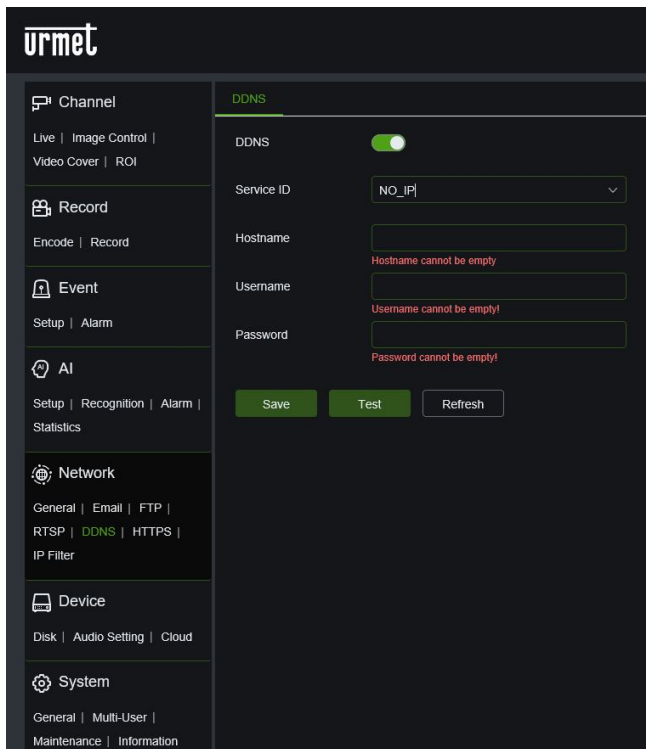 urmet
Channel
Live | Image Control |
Video Cover | ROI
Record
Encode | Record
Event
Setup | Alarm
AI
AI
Setup | Recognition | Alarm |
Statistics
Network
General | Email | FTP |
RTSP | DDNS | HTTPS |
IP Filter
Device
Disk | Audio Setting | Cloud
System
General | Multi-User |
Maintenance | Information
DDNS
DDNS
Service ID
NO_IP
Hostname
Hostname cannot be empty
Username
Username cannot be empty!
Password
Password cannot be empty!
Save Test Refresh